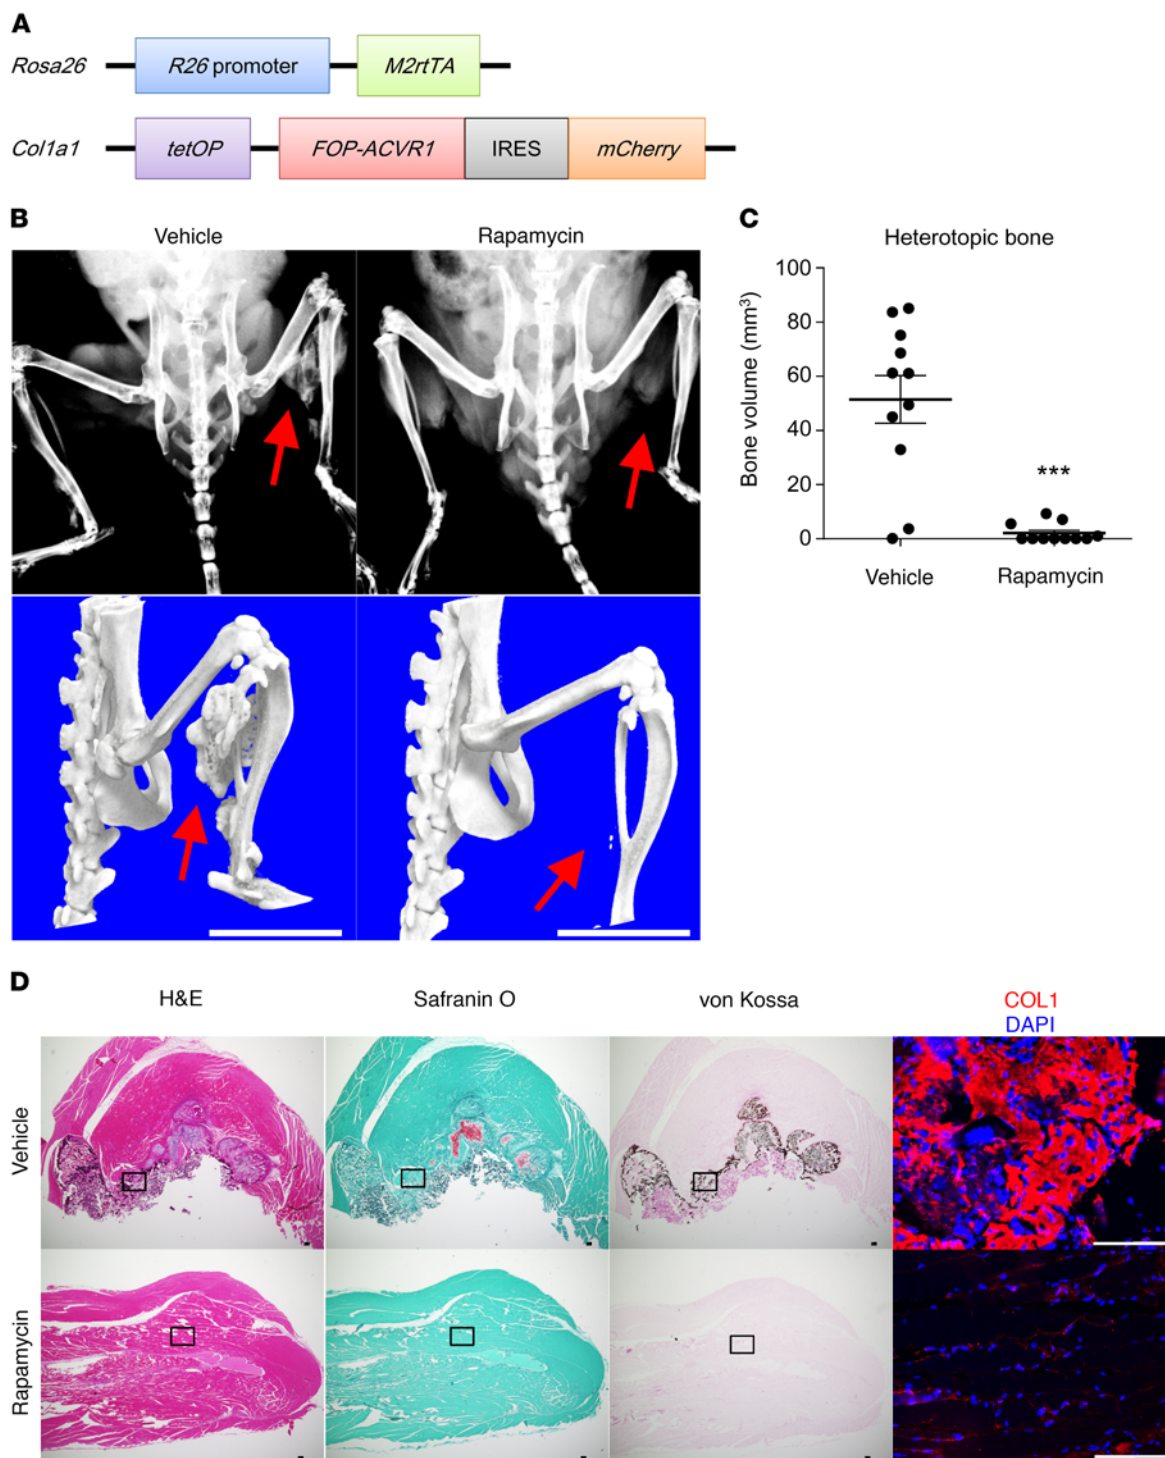 A
Rosa26 R26 promoter M2rtTA
Col1a1 tetOP FOP-ACVR1 IRES mCherry
B
Vehicle Rapamycin
C
Heterotopic bone
Bone volume (mm³)
100
80
60
40
20
0
***
Vehicle Rapamycin
D
H&E Safranin O von Kossa COL1
DAPI
Vehicle
Rapamycin